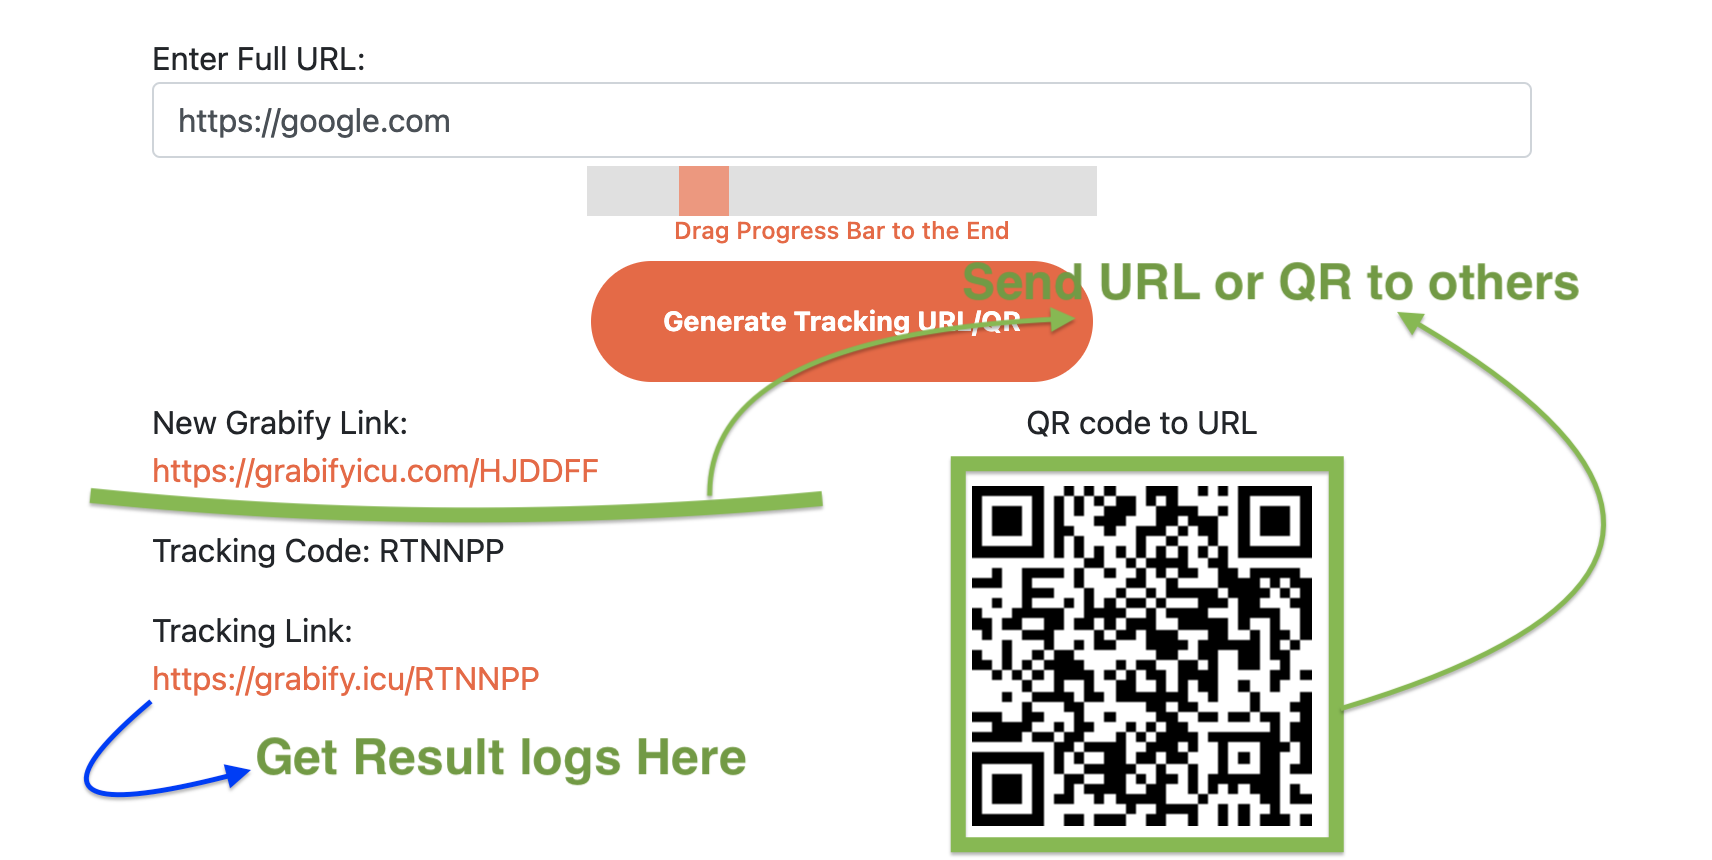 Enter Full URL:
https://google.com
Drag Progress Bar to the End
Send URL or QR to others
Generate Tracking URL/QR
New Grabify Link:
https://grabifyicu.com/HJDDFF
QR code to URL
Tracking Code: RTNNPP
Tracking Link:
https://grabify.icu/RTNNPP
Get Result logs Here